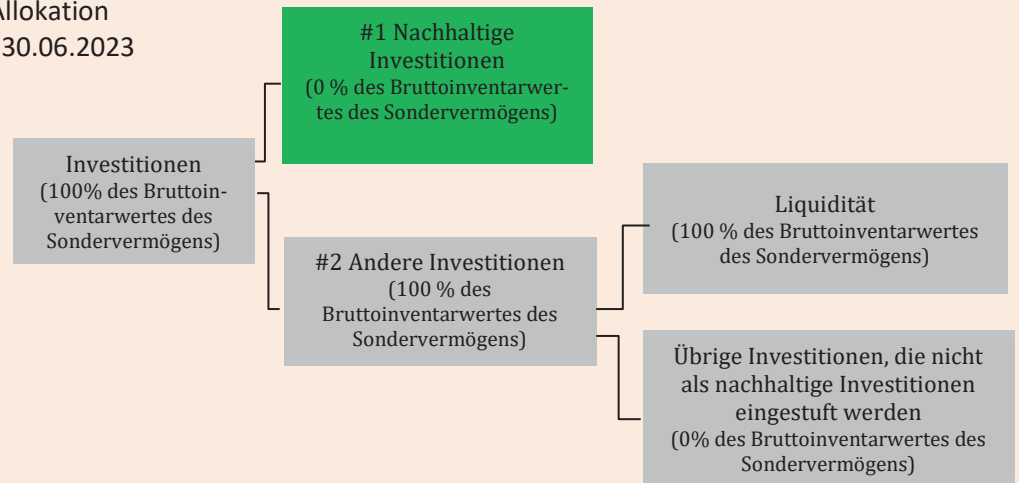 Allokation
30.06.2023
#1 Nachhaltige
Investitionen
(0 % des Bruttoinventarwer-
tes des Sondervermögens)
Investitionen
(100% des Bruttoin-
ventarwertes des
Sondervermögens)
#2 Andere Investitionen
(100 % des
Bruttoinventarwertes des
Sondervermögens)
Liquidität
(100 % des Bruttoinventarwertes
des Sondervermögens)
Übrige Investitionen, die nicht
als nachhaltige Investitionen
eingestuft werden
(0% des Bruttoinventarwertes des
Sondervermögens)